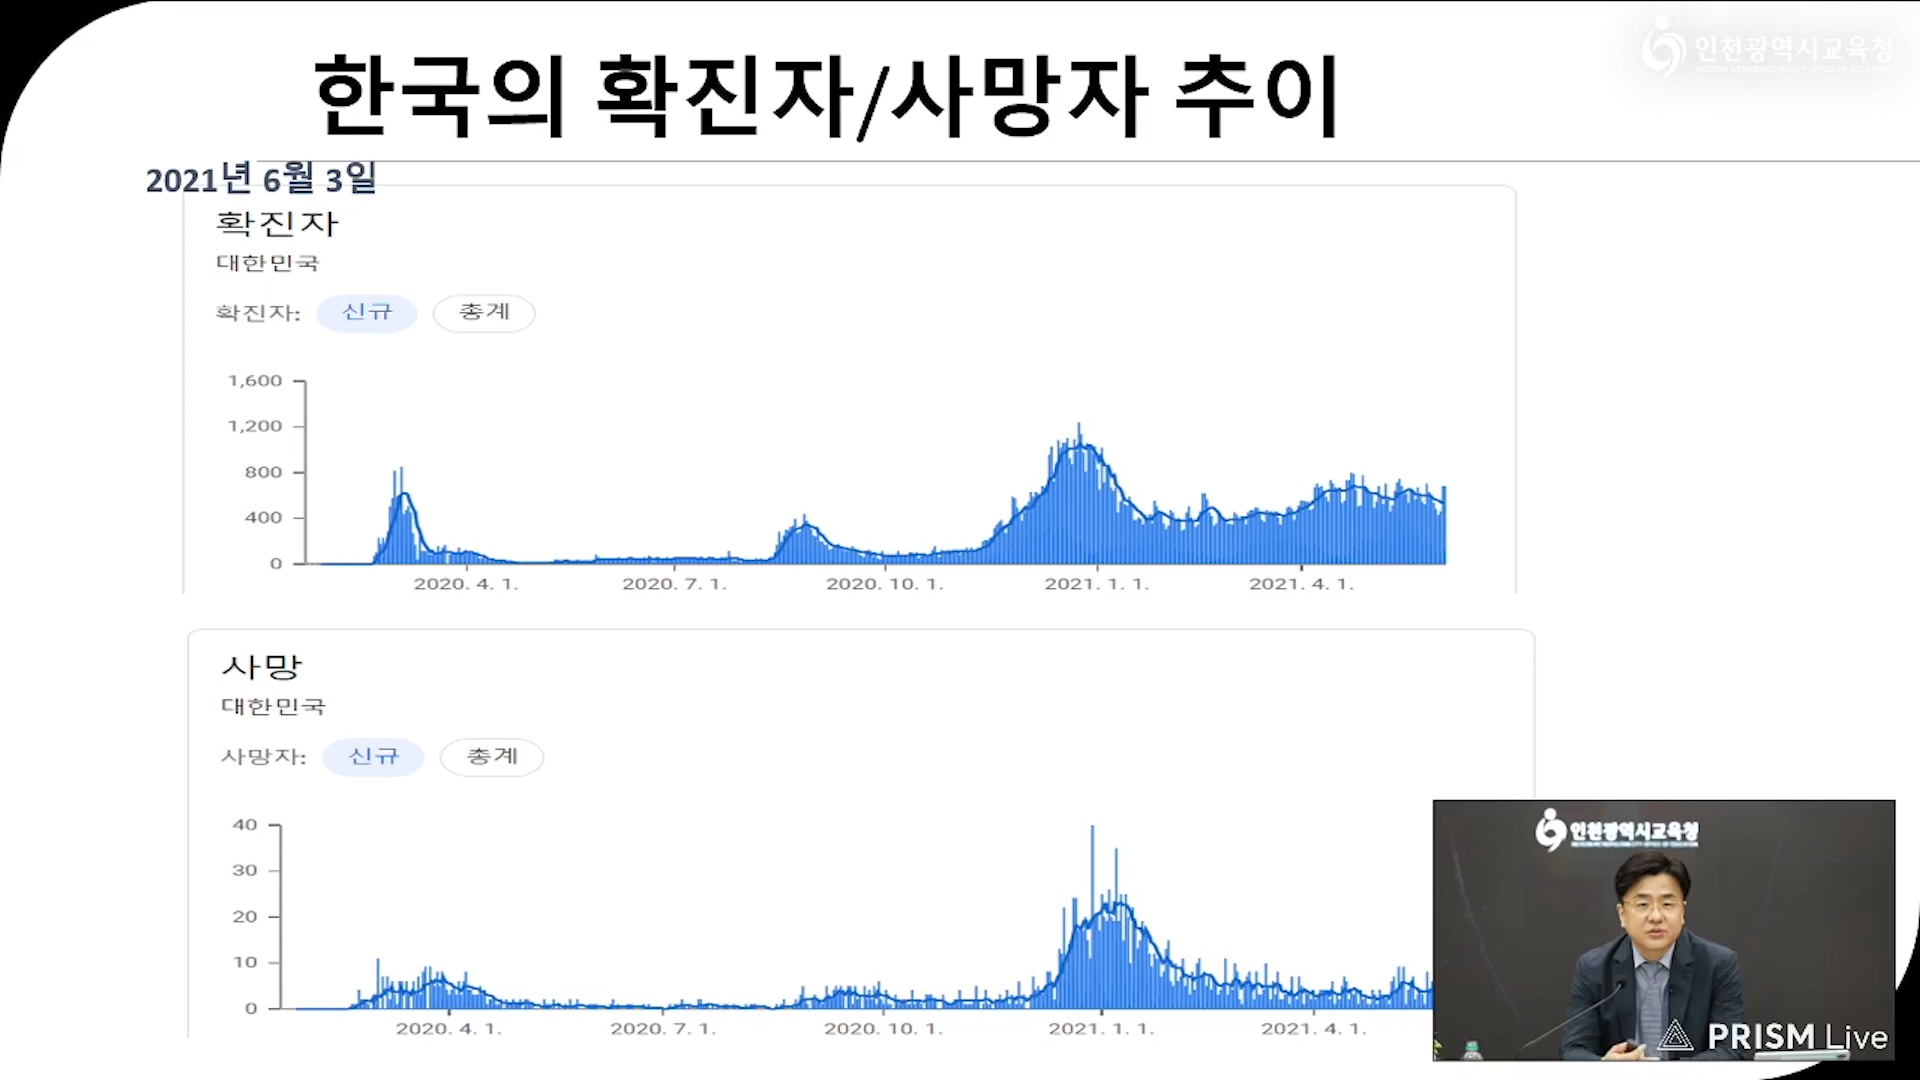 한국의 확진자/사망자 추이
인천광역시교육청
2021년 6월 3일
확진자
대한민국
확진자: 신규 총계
1,600
1,200
800
400
0
2020. 4. 1. 2020. 7. 1. 2020. 10. 1. 2021. 1. 1. 2021. 4. 1.
사망
대한민국
사망자: 신규 총계
40
30
20
10
0
2020. 4. 1. 2020. 7. 1. 2020. 10. 1. 2021. 1. 1. 2021. 4. 1.
인천광역시교육청
PRISM Live